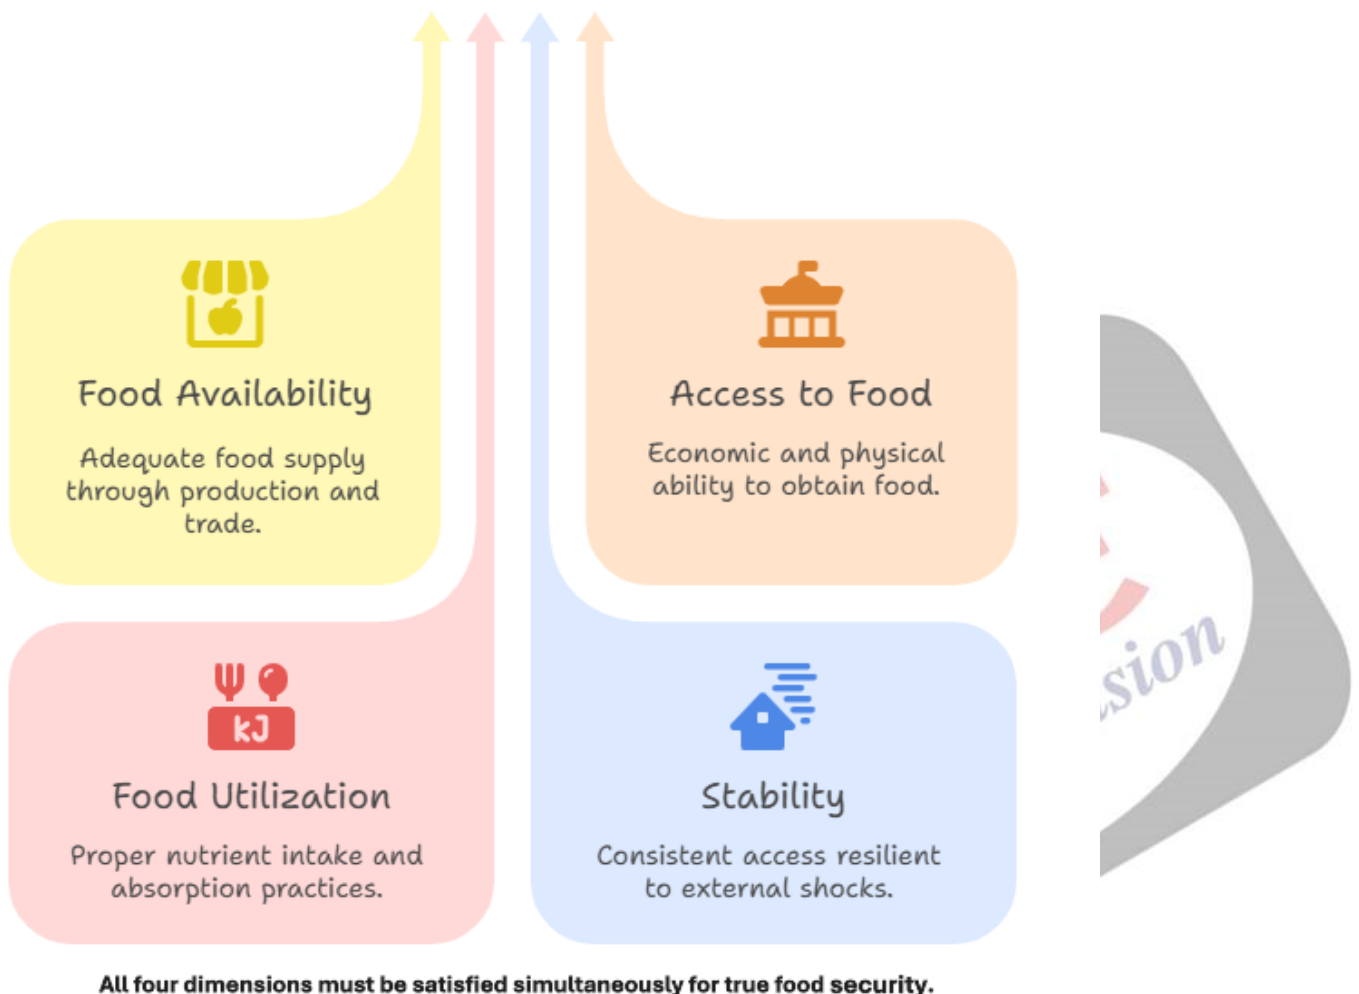 Food Availability
Adequate food supply
through production and
trade.
Access to Food
Economic and physical
ability to obtain food.
kJ
Food Utilization
Proper nutrient intake and
absorption practices.
Stability
Consistent access resilient
to external shocks.
All four dimensions must be satisfied simultaneously for true food security.